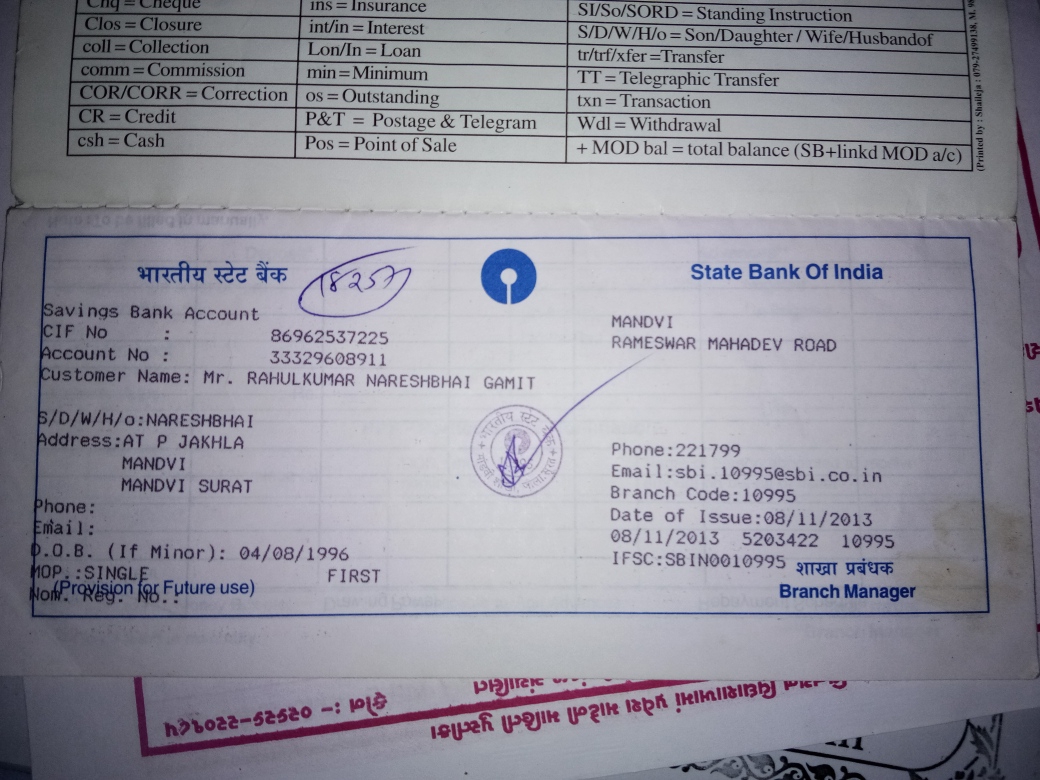 Chq = Cheque
ins = Insurance
SI/So/SORD = Standing Instruction
Clos = Closure
int/in = Interest
S/D/W/H/o = Son/Daughter / Wife/Husbandof
coll = Collection
Lon/In = Loan
tr/trf/xfer =Transfer
comm = Commission
min = Minimum
TT = Telegraphic Transfer
COR/CORR = Correction
os = Outstanding
txn = Transaction
CR = Credit
P&T = Postage & Telegram
Wdl = Withdrawal
csh = Cash
Pos = Point of Sale
+ MOD bal = total balance (SB+linkd MOD a/c)
(Printed by : Shaileja : 079-27499138, M.
भारतीय स्टेट बैंक
18257
State Bank Of India
Savings Bank Account
CIF No : 86962537225
Account No : 33329608911
Customer Name: Mr. RAHULKUMAR NARESHBHAI GAMIT
S/D/W/H/o:NARESHBHAI
Address:AT P JAKHLA
MANDVI
MANDVI SURAT
Phone:
Email:
D.O.B. (If Minor): 04/08/1996
MOP.:SINGLE FIRST
Nom. Reg. No.:
(Provision for Future use)
MANDVI
RAMESWAR MAHADEV ROAD
भारतीय स्टेट बैंक
Phone:221799
Email:sbi.10995@sbi.co.in
Branch Code:10995
Date of Issue:08/11/2013
08/11/2013 5203422 10995
IFSC:SBIN0010995
शाखा प्रबंधक
Branch Manager